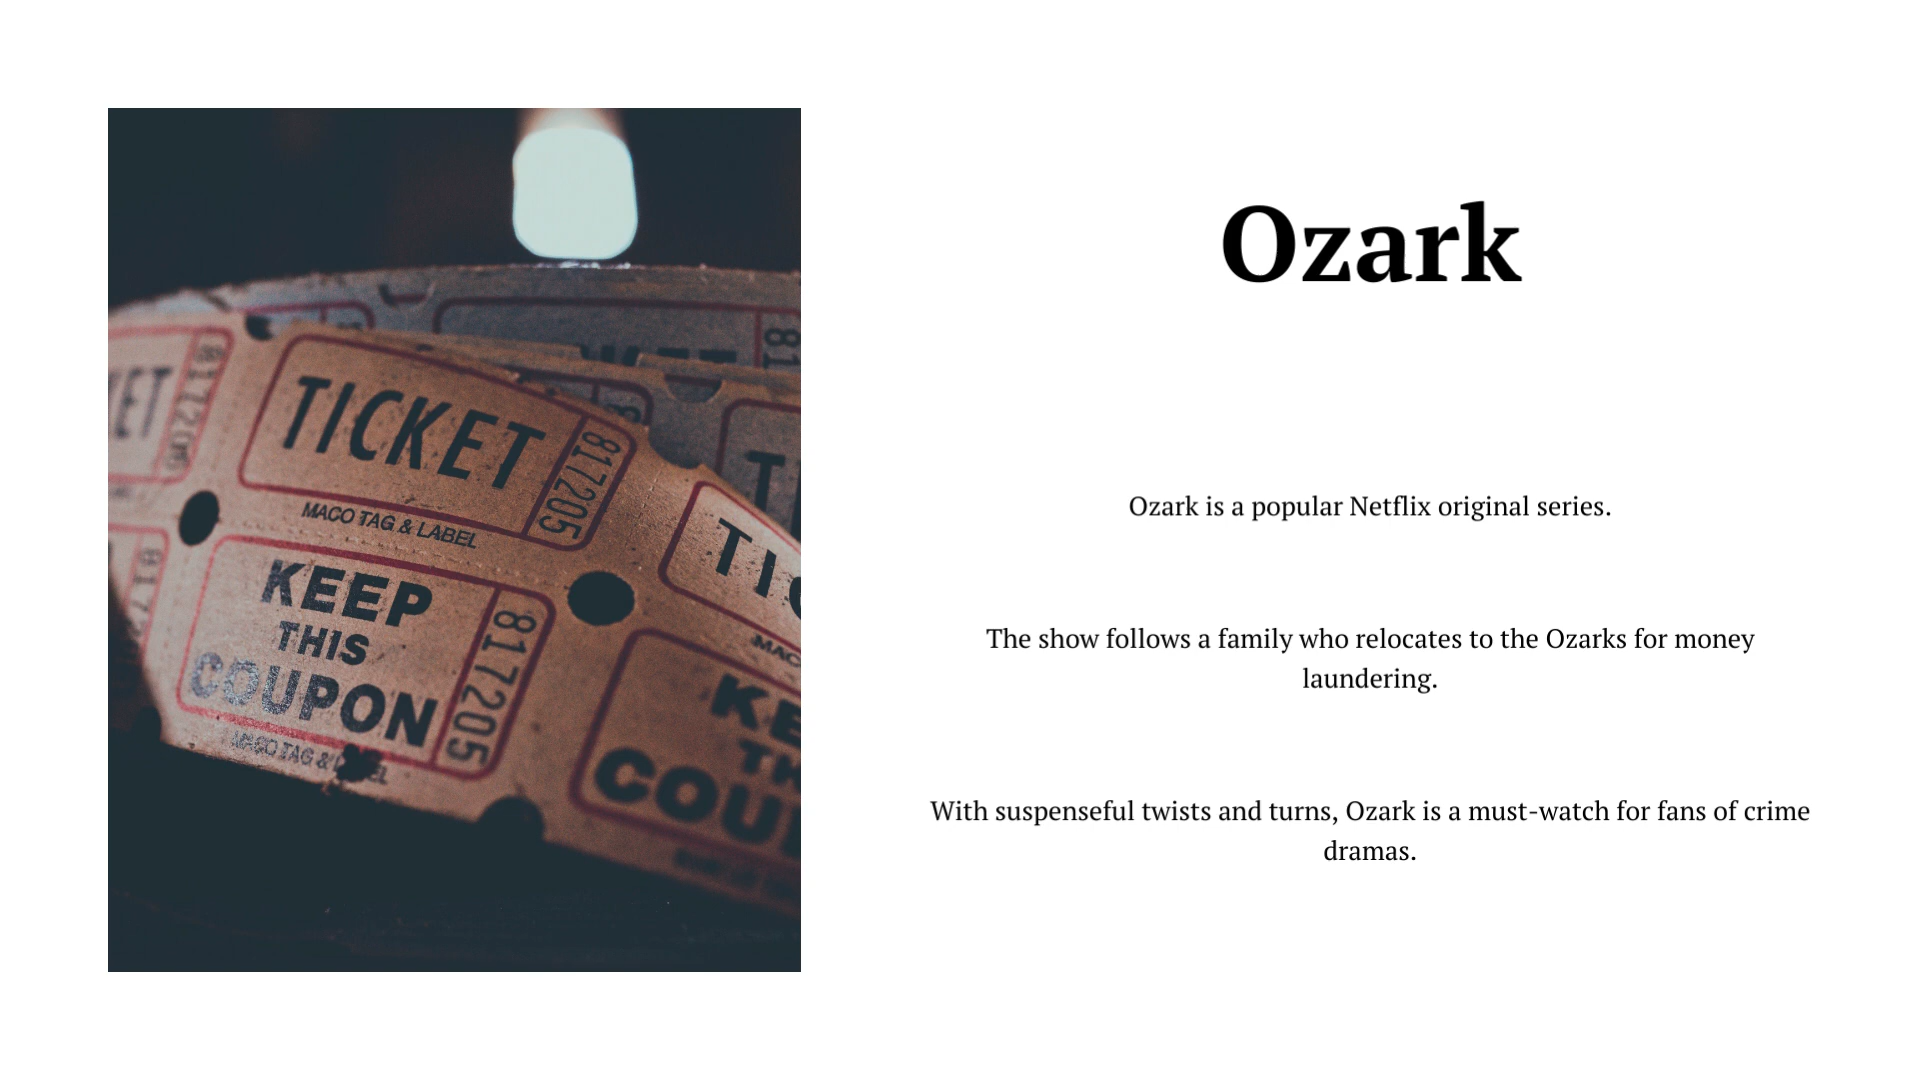 Ozark
Ozark is a popular Netflix original series.
The show follows a family who relocates to the Ozarks for money
laundering.
With suspenseful twists and turns, Ozark is a must-watch for fans of crime
dramas.
TICKET
817205
MACO TAG & LABEL
KEEP
THIS
COUPON
817205
817205